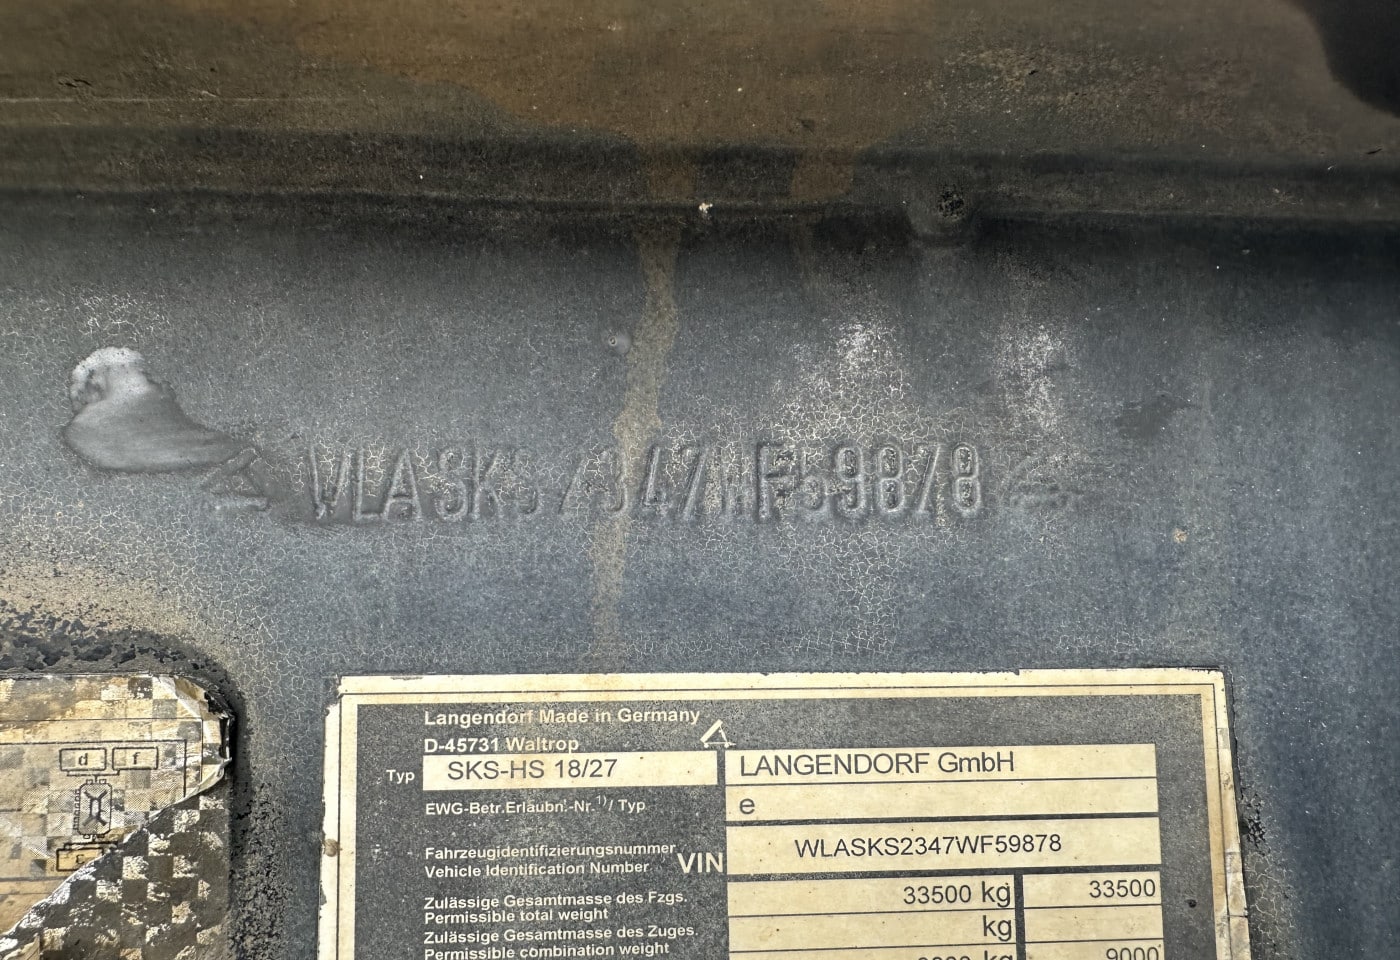 WLASKS2347WF59878
Langendorf Made in Germany
D-45731 Waltrop
Typ SKS-HS 18/27 LANGENDORF GmbH
EWG-Betr.Erlaubn.-Nr.1)/ Typ e
Fahrzeugidentifizierungsnummer
Vehicle Identification Number VIN WLASKS2347WF59878
Zulässige Gesamtmasse des Fzgs.
Permissible total weight 33500 kg 33500
Zulässige Gesamtmasse des Zuges. kg
Permissible combination weight
kg 9000
d f
c